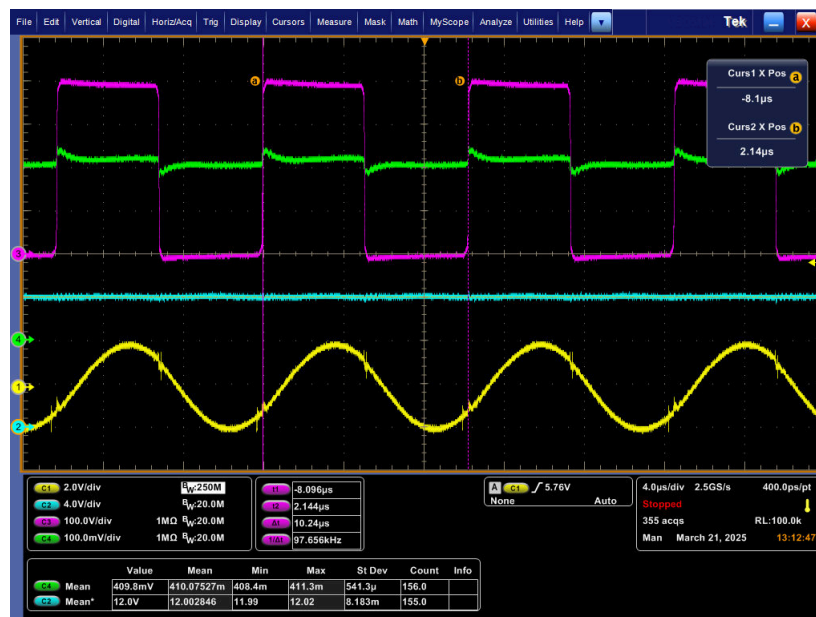 File Edit Vertical Digital Horiz/Acq Trig Display Cursors Measure Mask Math MyScope Analyze Utilities Help Tek X
a b
Curs1 X Pos a
-8.1µs
Curs2 X Pos b
2.14µs
3
4
1
2
C1 2.0V/div BW:250M
C2 4.0V/div BW:20.0M
C3 100.0V/div 1MΩ BW:20.0M
C4 100.0mV/div 1MΩ BW:20.0M
t1 -8.096µs
t2 2.144µs
Δt 10.24µs
1/Δt 97.656kHz
A C1 5.76V
None Auto
4.0µs/div 2.5GS/s 400.0ps/pt
Stopped
355 acqs RL:100.0k
Man March 21, 2025 13:12:47
Value Mean Min Max St Dev Count Info
C4 Mean 409.8mV 410.07527m 408.4m 411.3m 541.3µ 156.0
C2 Mean* 12.0V 12.002846 11.99 12.02 8.183m 155.0